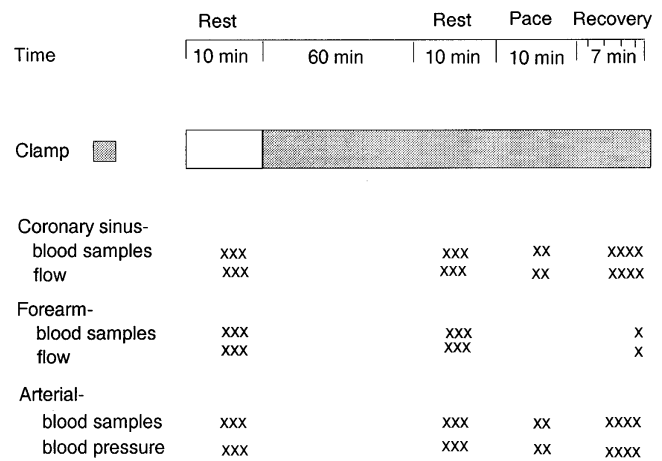 Rest Rest Pace Recovery
Time 10 min 60 min 10 min 10 min 7 min
Clamp
Coronary sinus-
blood samples xxx xxx xx xxxx
flow xxx xxx xx xxxx
Forearm-
blood samples xxx xxx x
flow xxx xxx x
Arterial-
blood samples xxx xxx xx xxxx
blood pressure xxx xxx xx xxxx